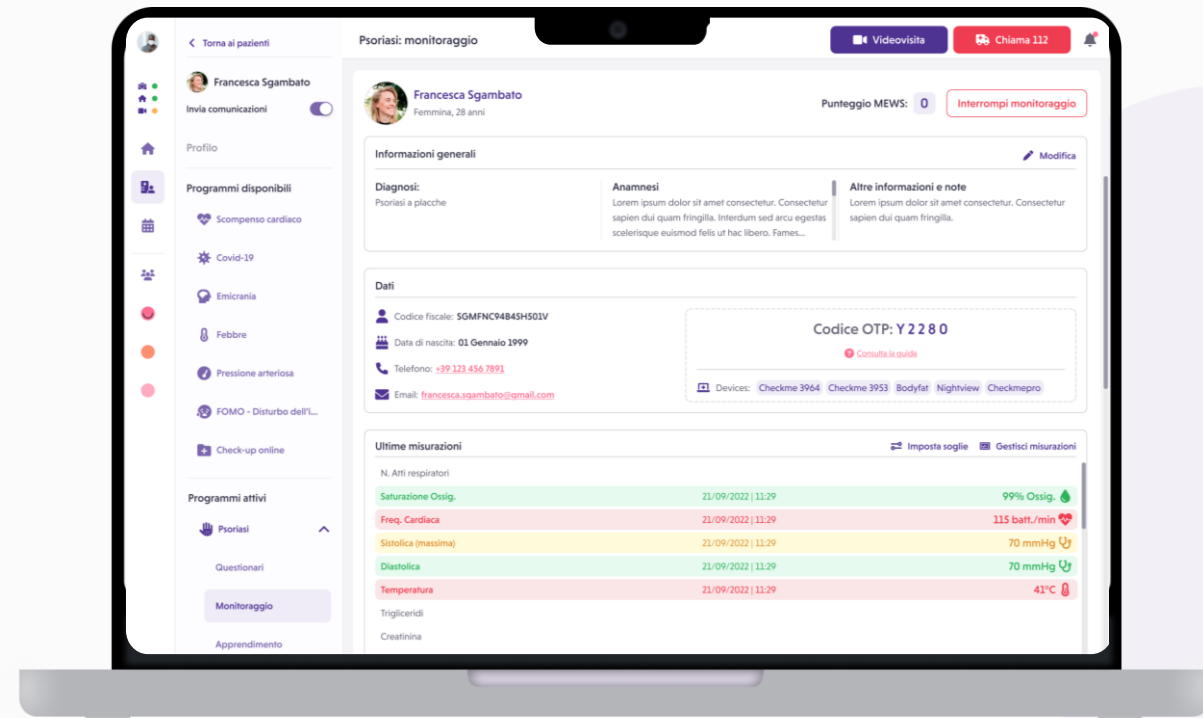 Torna ai pazienti
Francesca Sgambato
Invia comunicazioni
Profilo
Programmi disponibili
Scompenso cardiaco
Covid-19
Emicrania
Febbre
Pressione arteriosa
FOMO - Disturbo dell'i...
Check-up online
Programmi attivi
Psoriasi
Questionari
Monitoraggio
Apprendimento
Psoriasi: monitoraggio
Videovisita
Chiama 112
Francesca Sgambato
Femmina, 28 anni
Punteggio MEWS: 0
Interrompi monitoraggio
Informazioni generali
Modifica
Diagnosi:
Psoriasi a placche
Anamnesi
Lorem ipsum dolor sit amet consectetur. Consectetur
sapien dui quam fringilla. Interdum sed arcu egestas
scelerisque euismod felis ut hac libero. Fames...
Altre informazioni e note
Lorem ipsum dolor sit amet consectetur. Consectetur
sapien dui quam fringilla.
Dati
Codice fiscale: SGMFNC94B45H501V
Data di nascita: 01 Gennaio 1999
Telefono: +39 123 456 7891
Email: francesca.sgambato@gmail.com
Codice OTP: Y2280
Consulta la guida
Devices: Checkme 3964 Checkme 3953 Bodyfat Nightview Checkmepro
Ultime misurazioni
Imposta soglie
Gestisci misurazioni
N. Atti respiratori
Saturazione Ossig. 21/09/2022 | 11:29 99% Ossig.
Freq. Cardiaca 21/09/2022 | 11:29 115 batt./min
Sistolica (massima) 21/09/2022 | 11:29 70 mmHg
Diastolica 21/09/2022 | 11:29 70 mmHg
Temperatura 21/09/2022 | 11:29 41°C
Trigliceridi
Creatinina